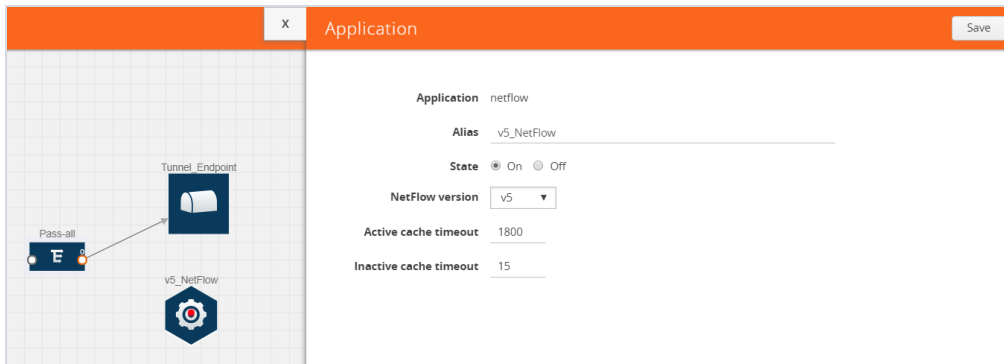 X
Application
Save
Application netflow
Alias v5_NetFlow
State On Off
NetFlow version v5
Active cache timeout 1800
Inactive cache timeout 15
Tunnel_Endpoint
Pass-all
0
v5_NetFlow